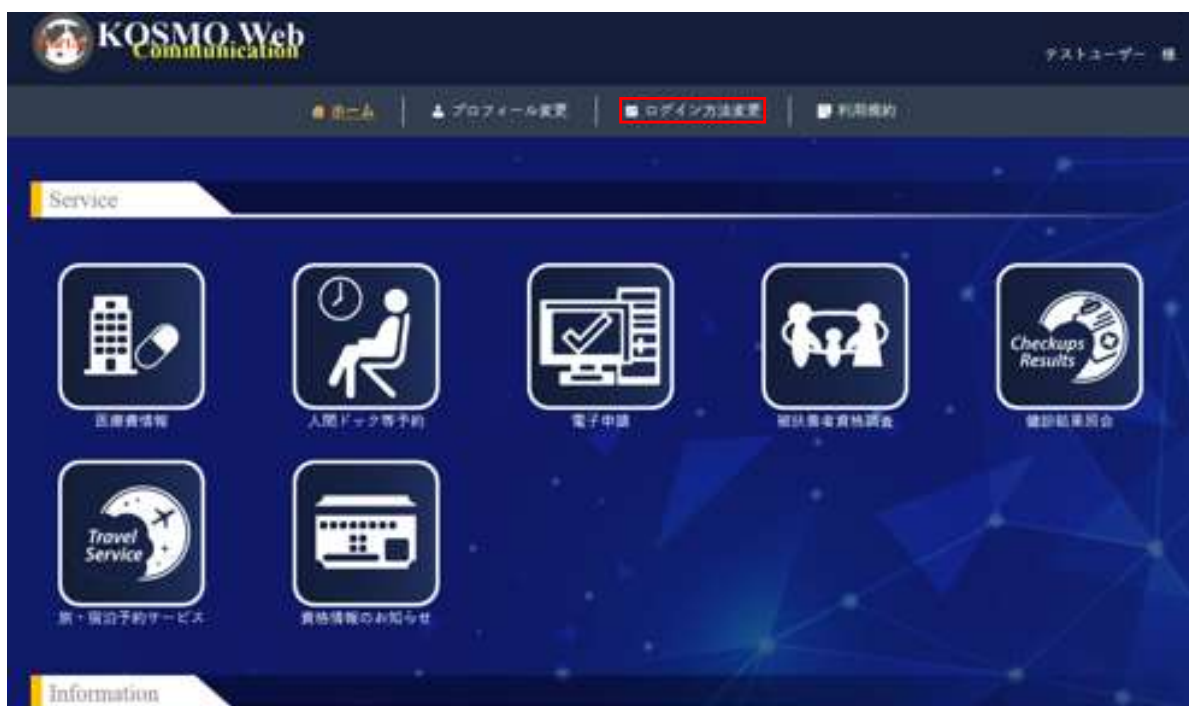 KOSMO Web
Communication
テストユーザー 様
ホーム
プロフィール変更
ログイン方法変更
利用規約
Service
医療費情報
人間ドック等予約
電子申請
被扶養者資格調査
Checkups
Results
健診結果照会
Travel
Service
旅・宿泊予約サービス
資格情報のお知らせ
Information